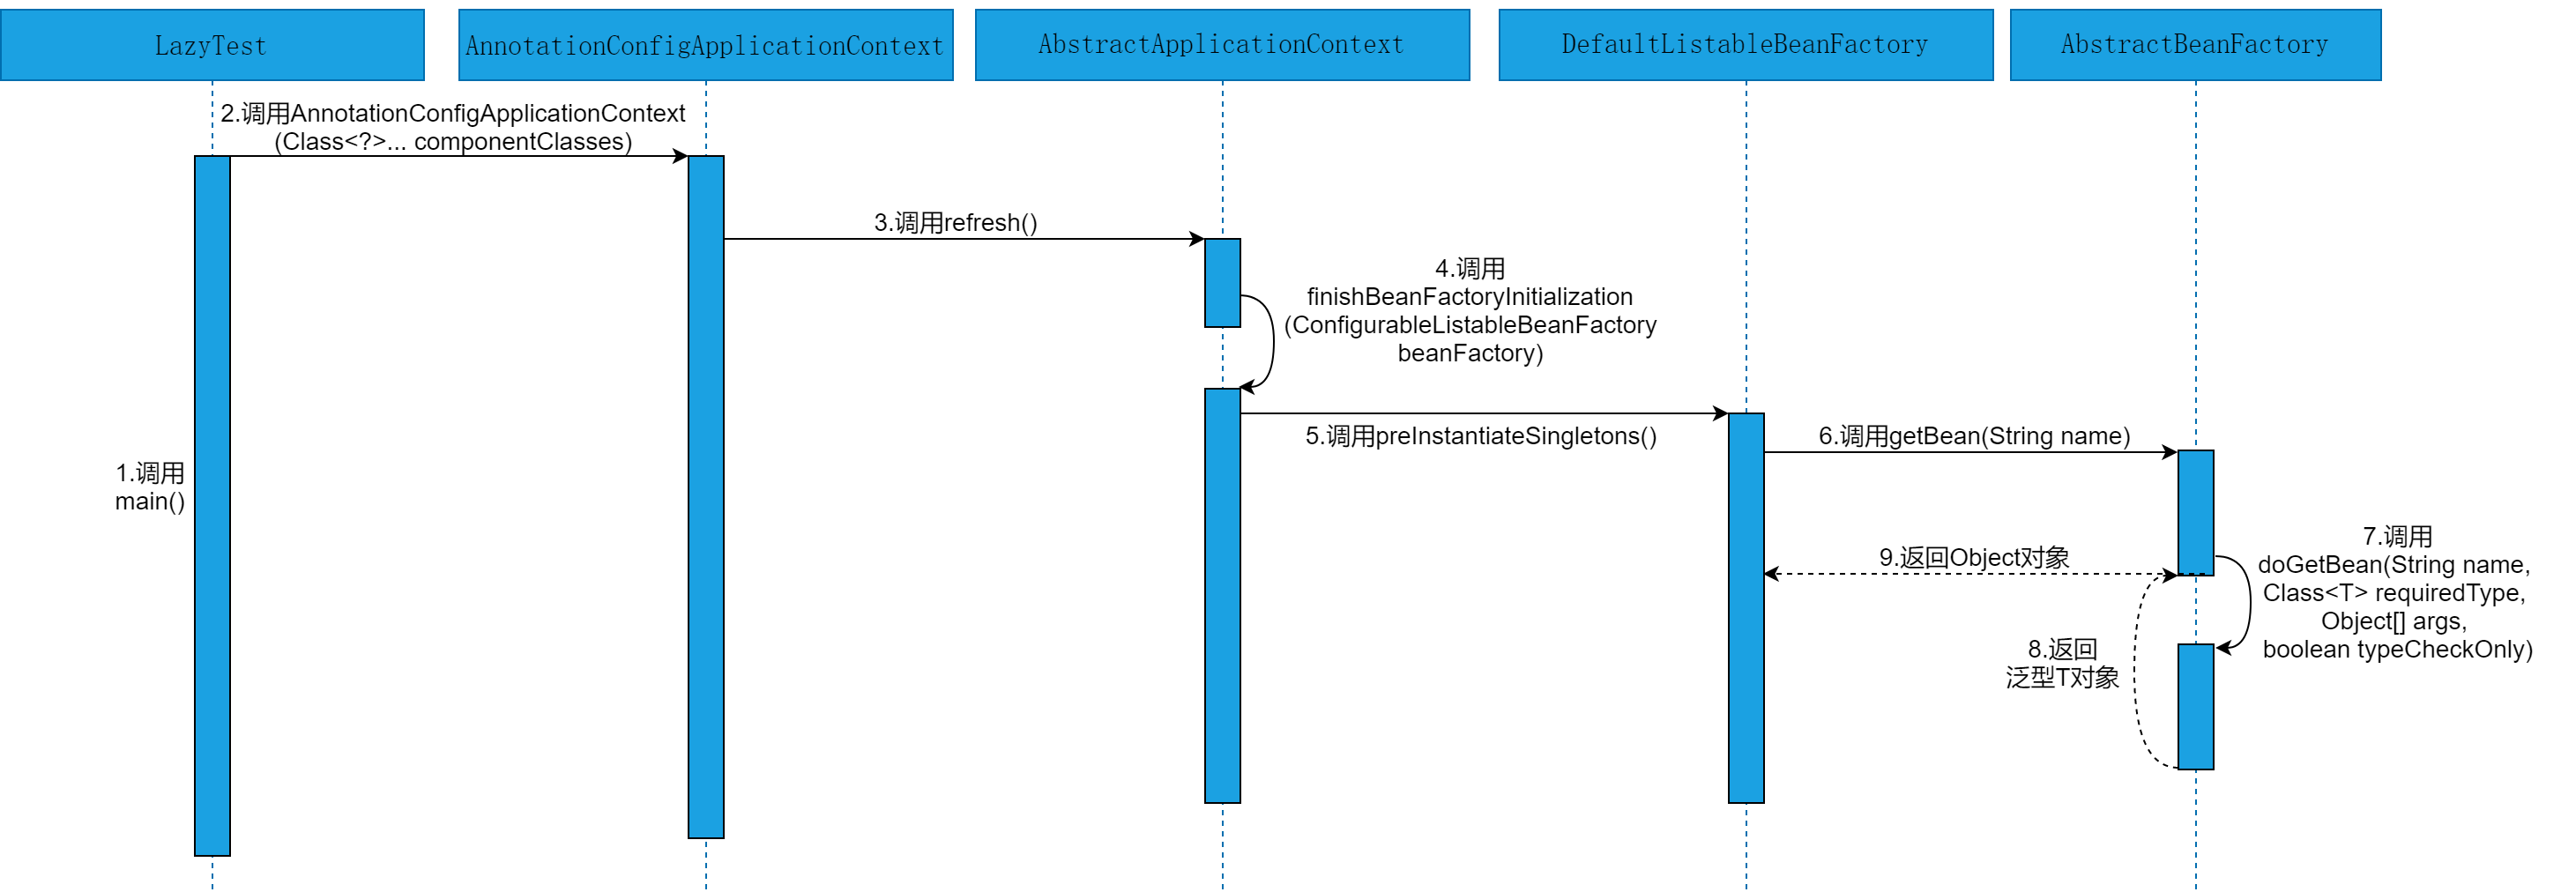 LazyTest
AnnotationConfigApplicationContext
AbstractApplicationContext
DefaultListableBeanFactory
AbstractBeanFactory
2.调用AnnotationConfigApplicationContext
(Class<?>... componentClasses)
3.调用refresh()
4.调用
finishBeanFactoryInitialization
(ConfigurableListableBeanFactory
beanFactory)
5.调用preInstantiateSingletons()
6.调用getBean(String name)
1.调用
main()
7.调用
doGetBean(String name,
Class<T> requiredType,
Object[] args,
boolean typeCheckOnly)
9.返回Object对象
8.返回
泛型T对象